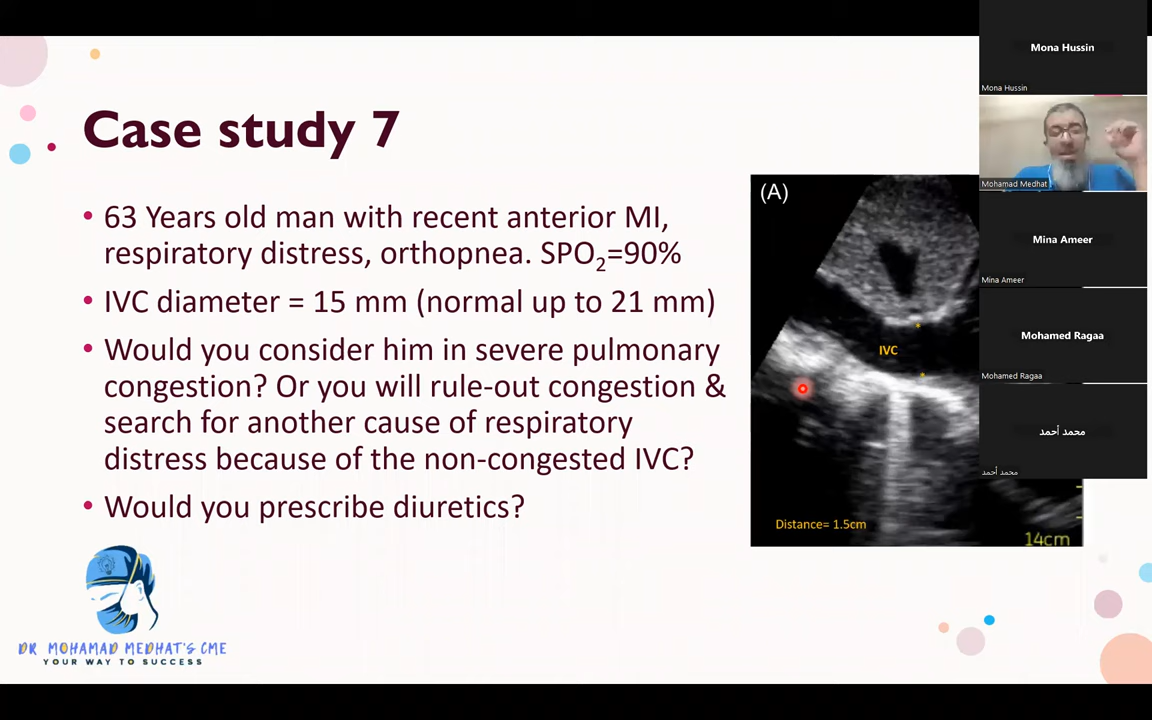 Case study 7
• 63 Years old man with recent anterior MI,
respiratory distress, orthopnea. SPO₂=90%
• IVC diameter = 15 mm (normal up to 21 mm)
• Would you consider him in severe pulmonary
congestion? Or you will rule-out congestion &
search for another cause of respiratory
distress because of the non-congested IVC?
• Would you prescribe diuretics?
(A)
IVC
Distance= 1.5cm
14cm
DR MOHAMAD MEDHAT'S CME
YOUR WAY TO SUCCESS
Mona Hussin
Mona Hussin
Mohamad Medhat
Mina Ameer
Mina Ameer
Mohamed Ragaa
Mohamed Ragaa
محمد أحمد
محمد أحمد